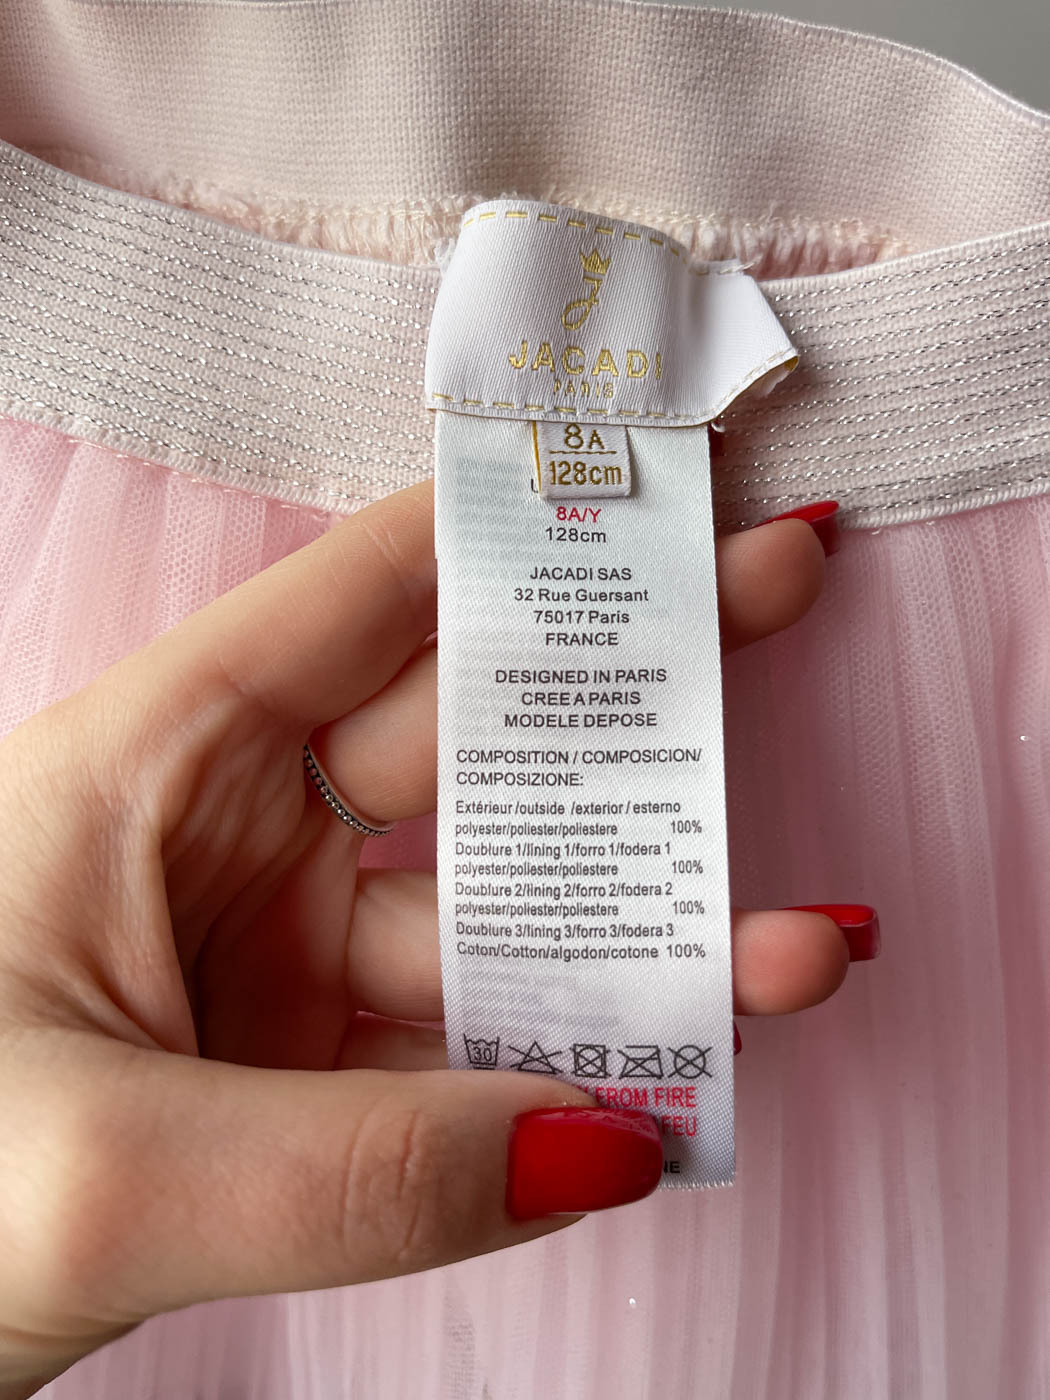 JACADI
PARIS
8A
128cm
8A/Y
128cm
JACADI SAS
32 Rue Guersant
75017 Paris
FRANCE
DESIGNED IN PARIS
CREE A PARIS
MODELE DEPOSE
COMPOSITION / COMPOSICION/
COMPOSIZIONE:
Extérieur /outside /exterior / esterno
polyester/poliester/poliestere 100%
Doublure 1/lining 1/forro 1/fodera 1
polyester/poliester/poliestere 100%
Doublure 2/lining 2/forro 2/fodera 2
polyester/poliester/poliestere 100%
Doublure 3/lining 3/forro 3/fodera 3
Coton/Cotton/algodon/cotone 100%
30
FROM FIRE
FEU